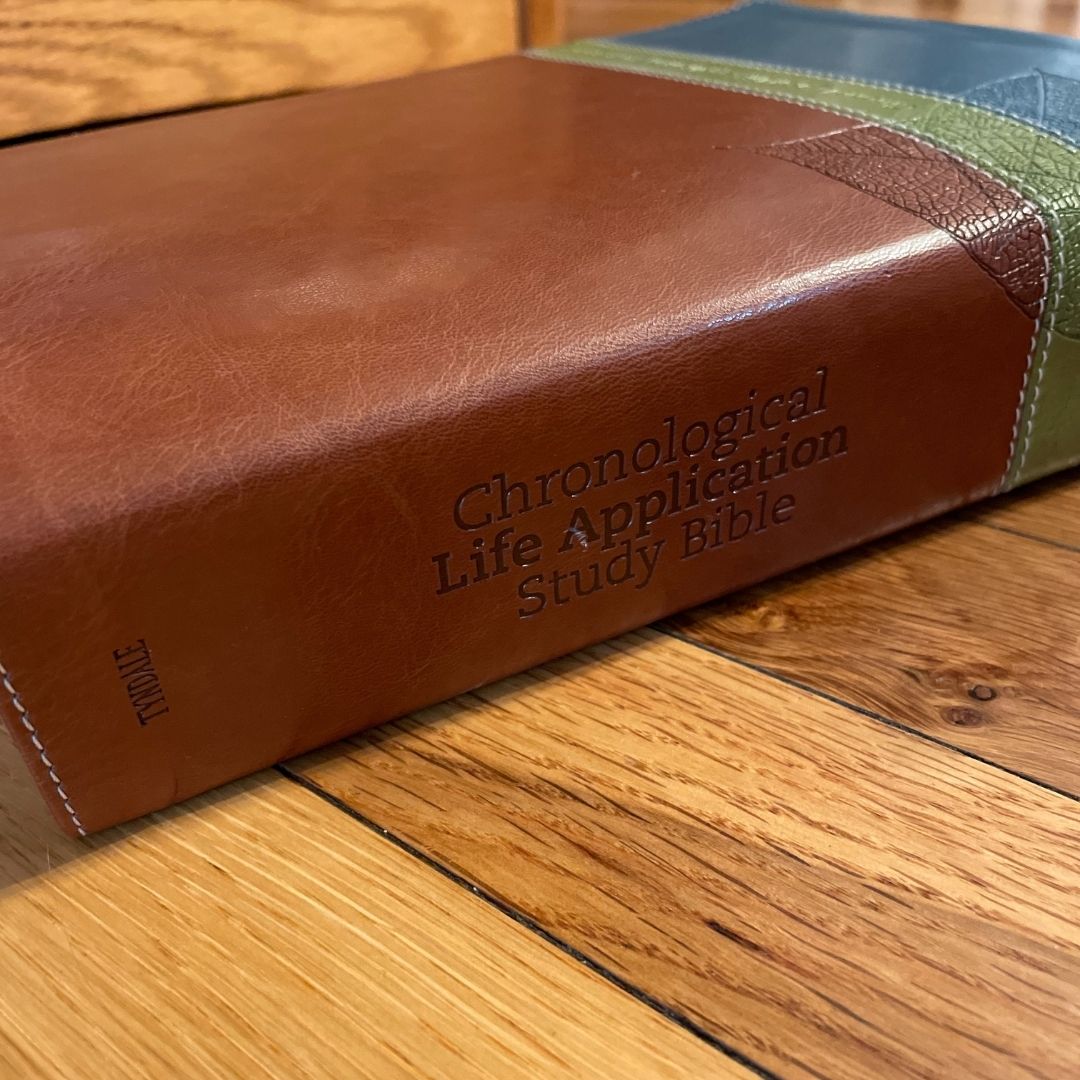 Chronological
Life Application
Study Bible
TYNDALE